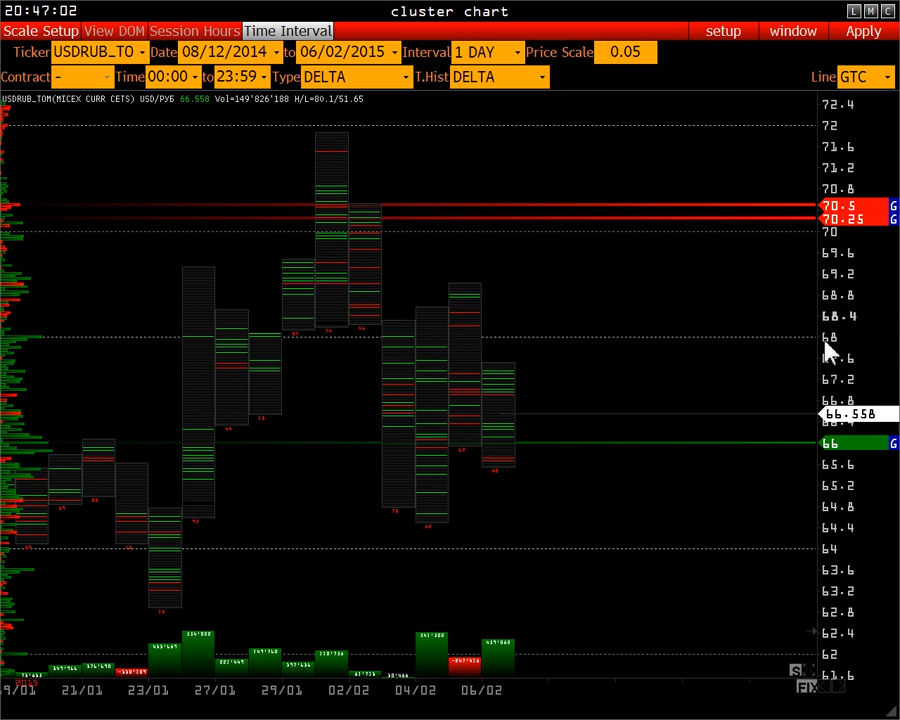 20:47:02 cluster chart L M C
Scale Setup View DOM Session Hours Time Interval setup window Apply
Ticker USDRUB_TO Date 08/12/2014 to 06/02/2015 Interval 1 DAY Price Scale 0.05
Contract - Time 00:00 to 23:59 Type DELTA T.Hist DELTA Line GTC
USDRUB_TOM(MICEX CURR CETS) USD/РУБ 66.558 Vol=149'826'188 H/L=80.1/51.65
72.4
72
71.6
71.2
70.8
70.5 G
70.25 G
70
69.6
69.2
68.8
68.4
68
67.2
66.8
66.558
66 G
65.6
65.2
64.8
64.4
64
63.6
63.2
62.8
62.4
62
61.6
9/01 21/01 23/01 27/01 29/01 02/02 04/02 06/02
2015
S
FIX